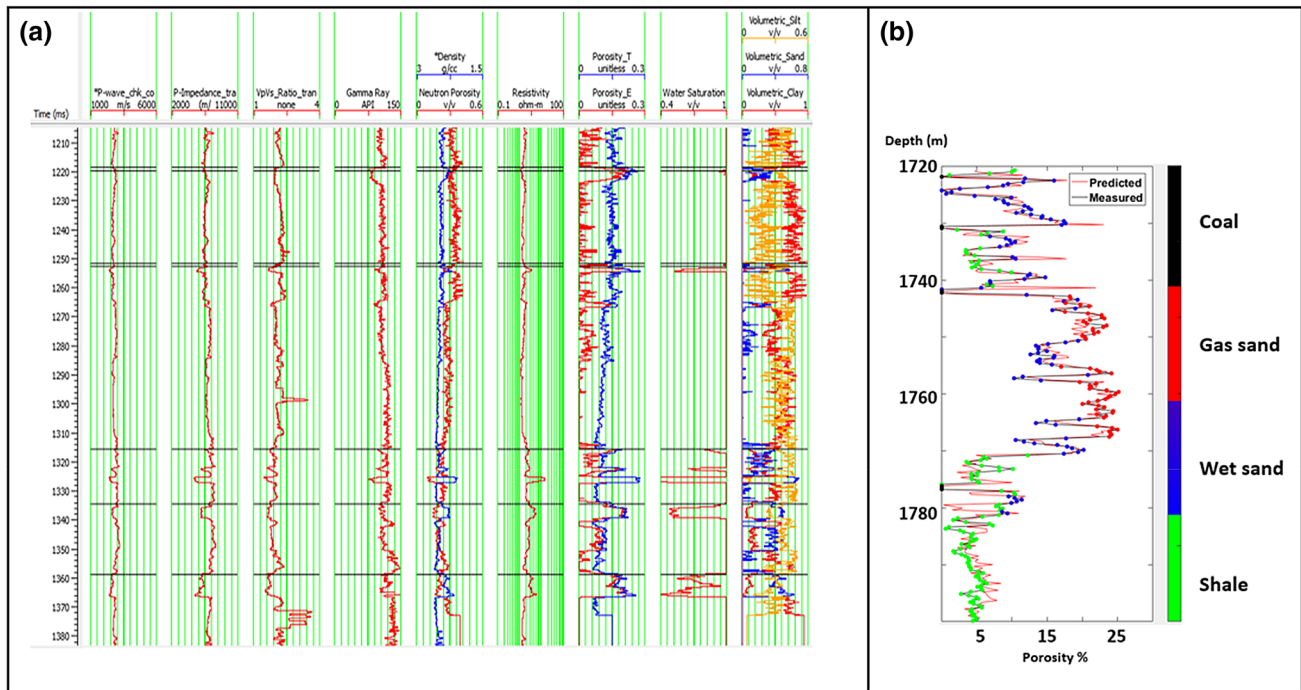 (a)
Volumetric_Silt
0 v/v 0.6
*Density
3 g/cc 1.5
Porosity_T
0 unitless 0.3
Volumetric_Sand
0 v/v 0.8
*P-wave_chk_co
1000 m/s 6000
P-Impedance_tra
2000 (m/ 11000
VpVs_Ratio_tran
1 none 4
Gamma Ray
0 API 150
Neutron Porosity
0 v/v 0.6
Resistivity
0.1 ohm-m 100
Porosity_E
0 unitless 0.3
Water Saturation
0.4 v/v 1
Volumetric_Clay
0 v/v 1
Time (ms)
1210
1220
1230
1240
1250
1260
1270
1280
1290
1300
1310
1320
1330
1340
1350
1360
1370
1380
(b)
Depth (m)
1720
1740
1760
1780
Predicted
Measured
5 15 25
Porosity %
Coal
Gas sand
Wet sand
Shale